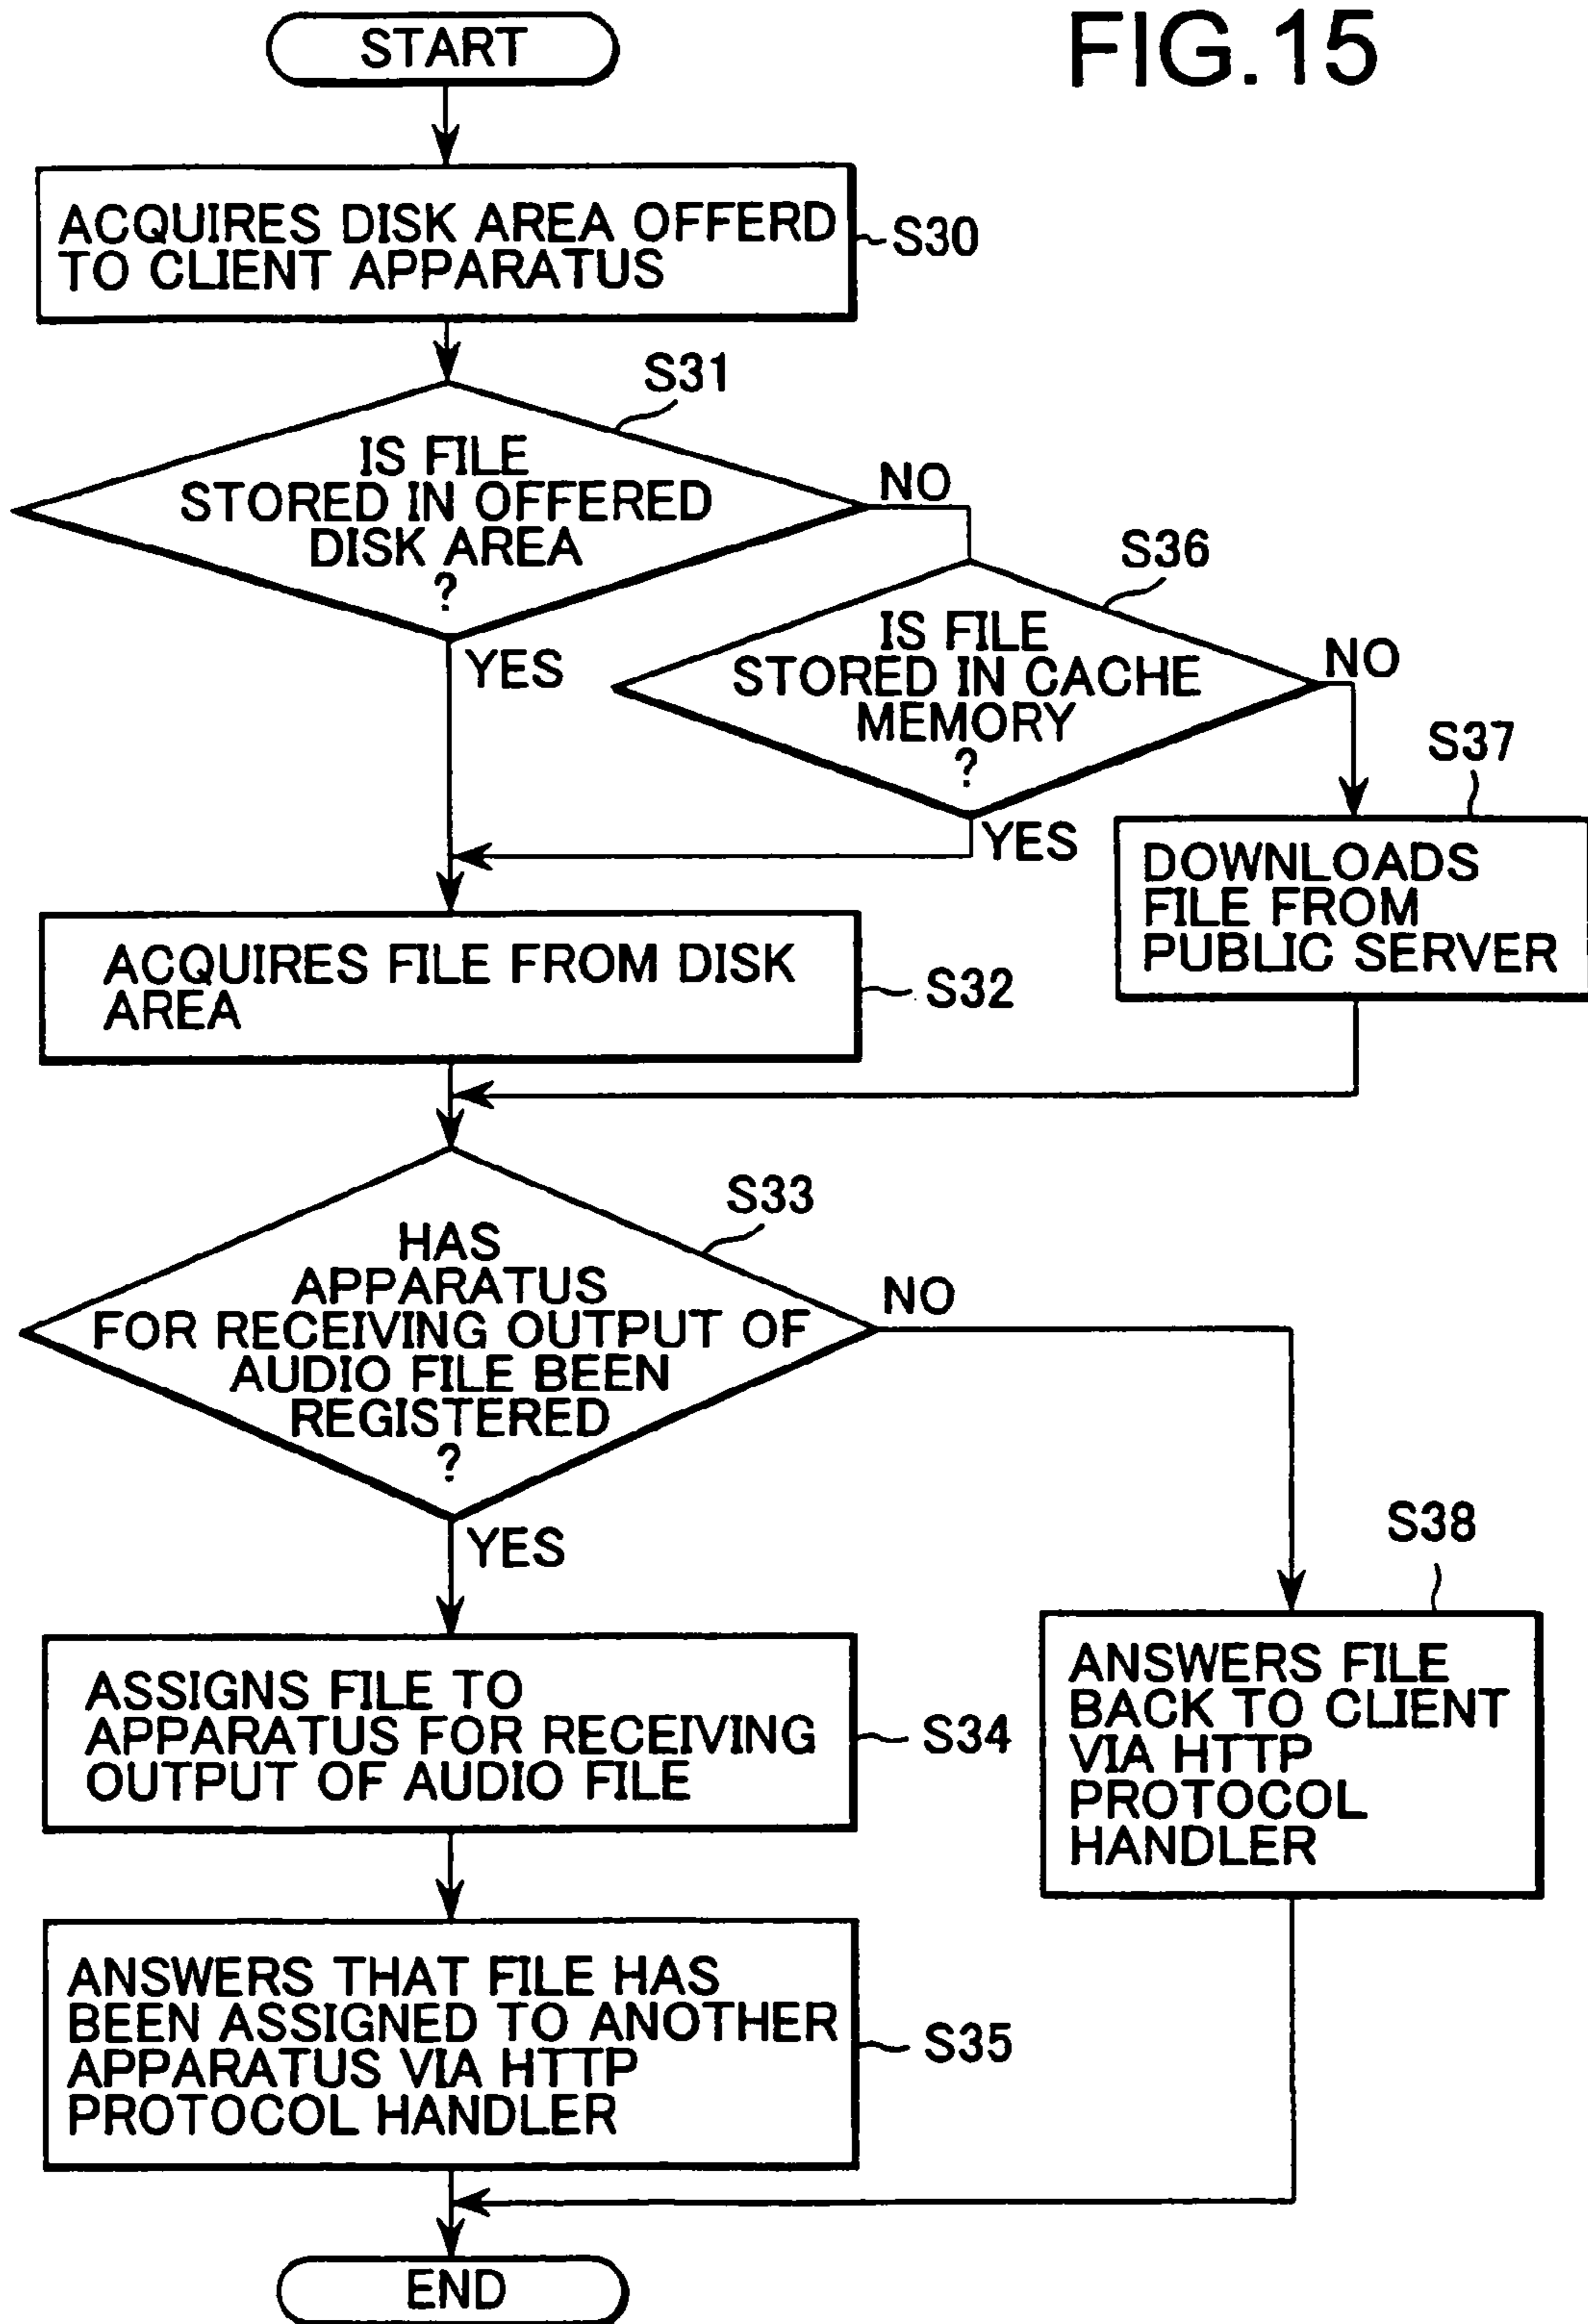 FIG.15
START
ACQUIRES DISK AREA OFFERD
TO CLIENT APPARATUS
S30
S31
IS FILE
STORED IN OFFERED
DISK AREA
?
NO
YES
S36
IS FILE
STORED IN CACHE
MEMORY
?
NO
YES
S37
DOWNLOADS
FILE FROM
PUBLIC SERVER
ACQUIRES FILE FROM DISK
AREA
S32
S33
HAS
APPARATUS
FOR RECEIVING OUTPUT OF
AUDIO FILE BEEN
REGISTERED
?
NO
YES
S38
ANSWERS FILE
BACK TO CLIENT
VIA HTTP
PROTOCOL
HANDLER
ASSIGNS FILE TO
APPARATUS FOR RECEIVING
OUTPUT OF AUDIO FILE
S34
ANSWERS THAT FILE HAS
BEEN ASSIGNED TO ANOTHER
APPARATUS VIA HTTP
PROTOCOL HANDLER
S35
END